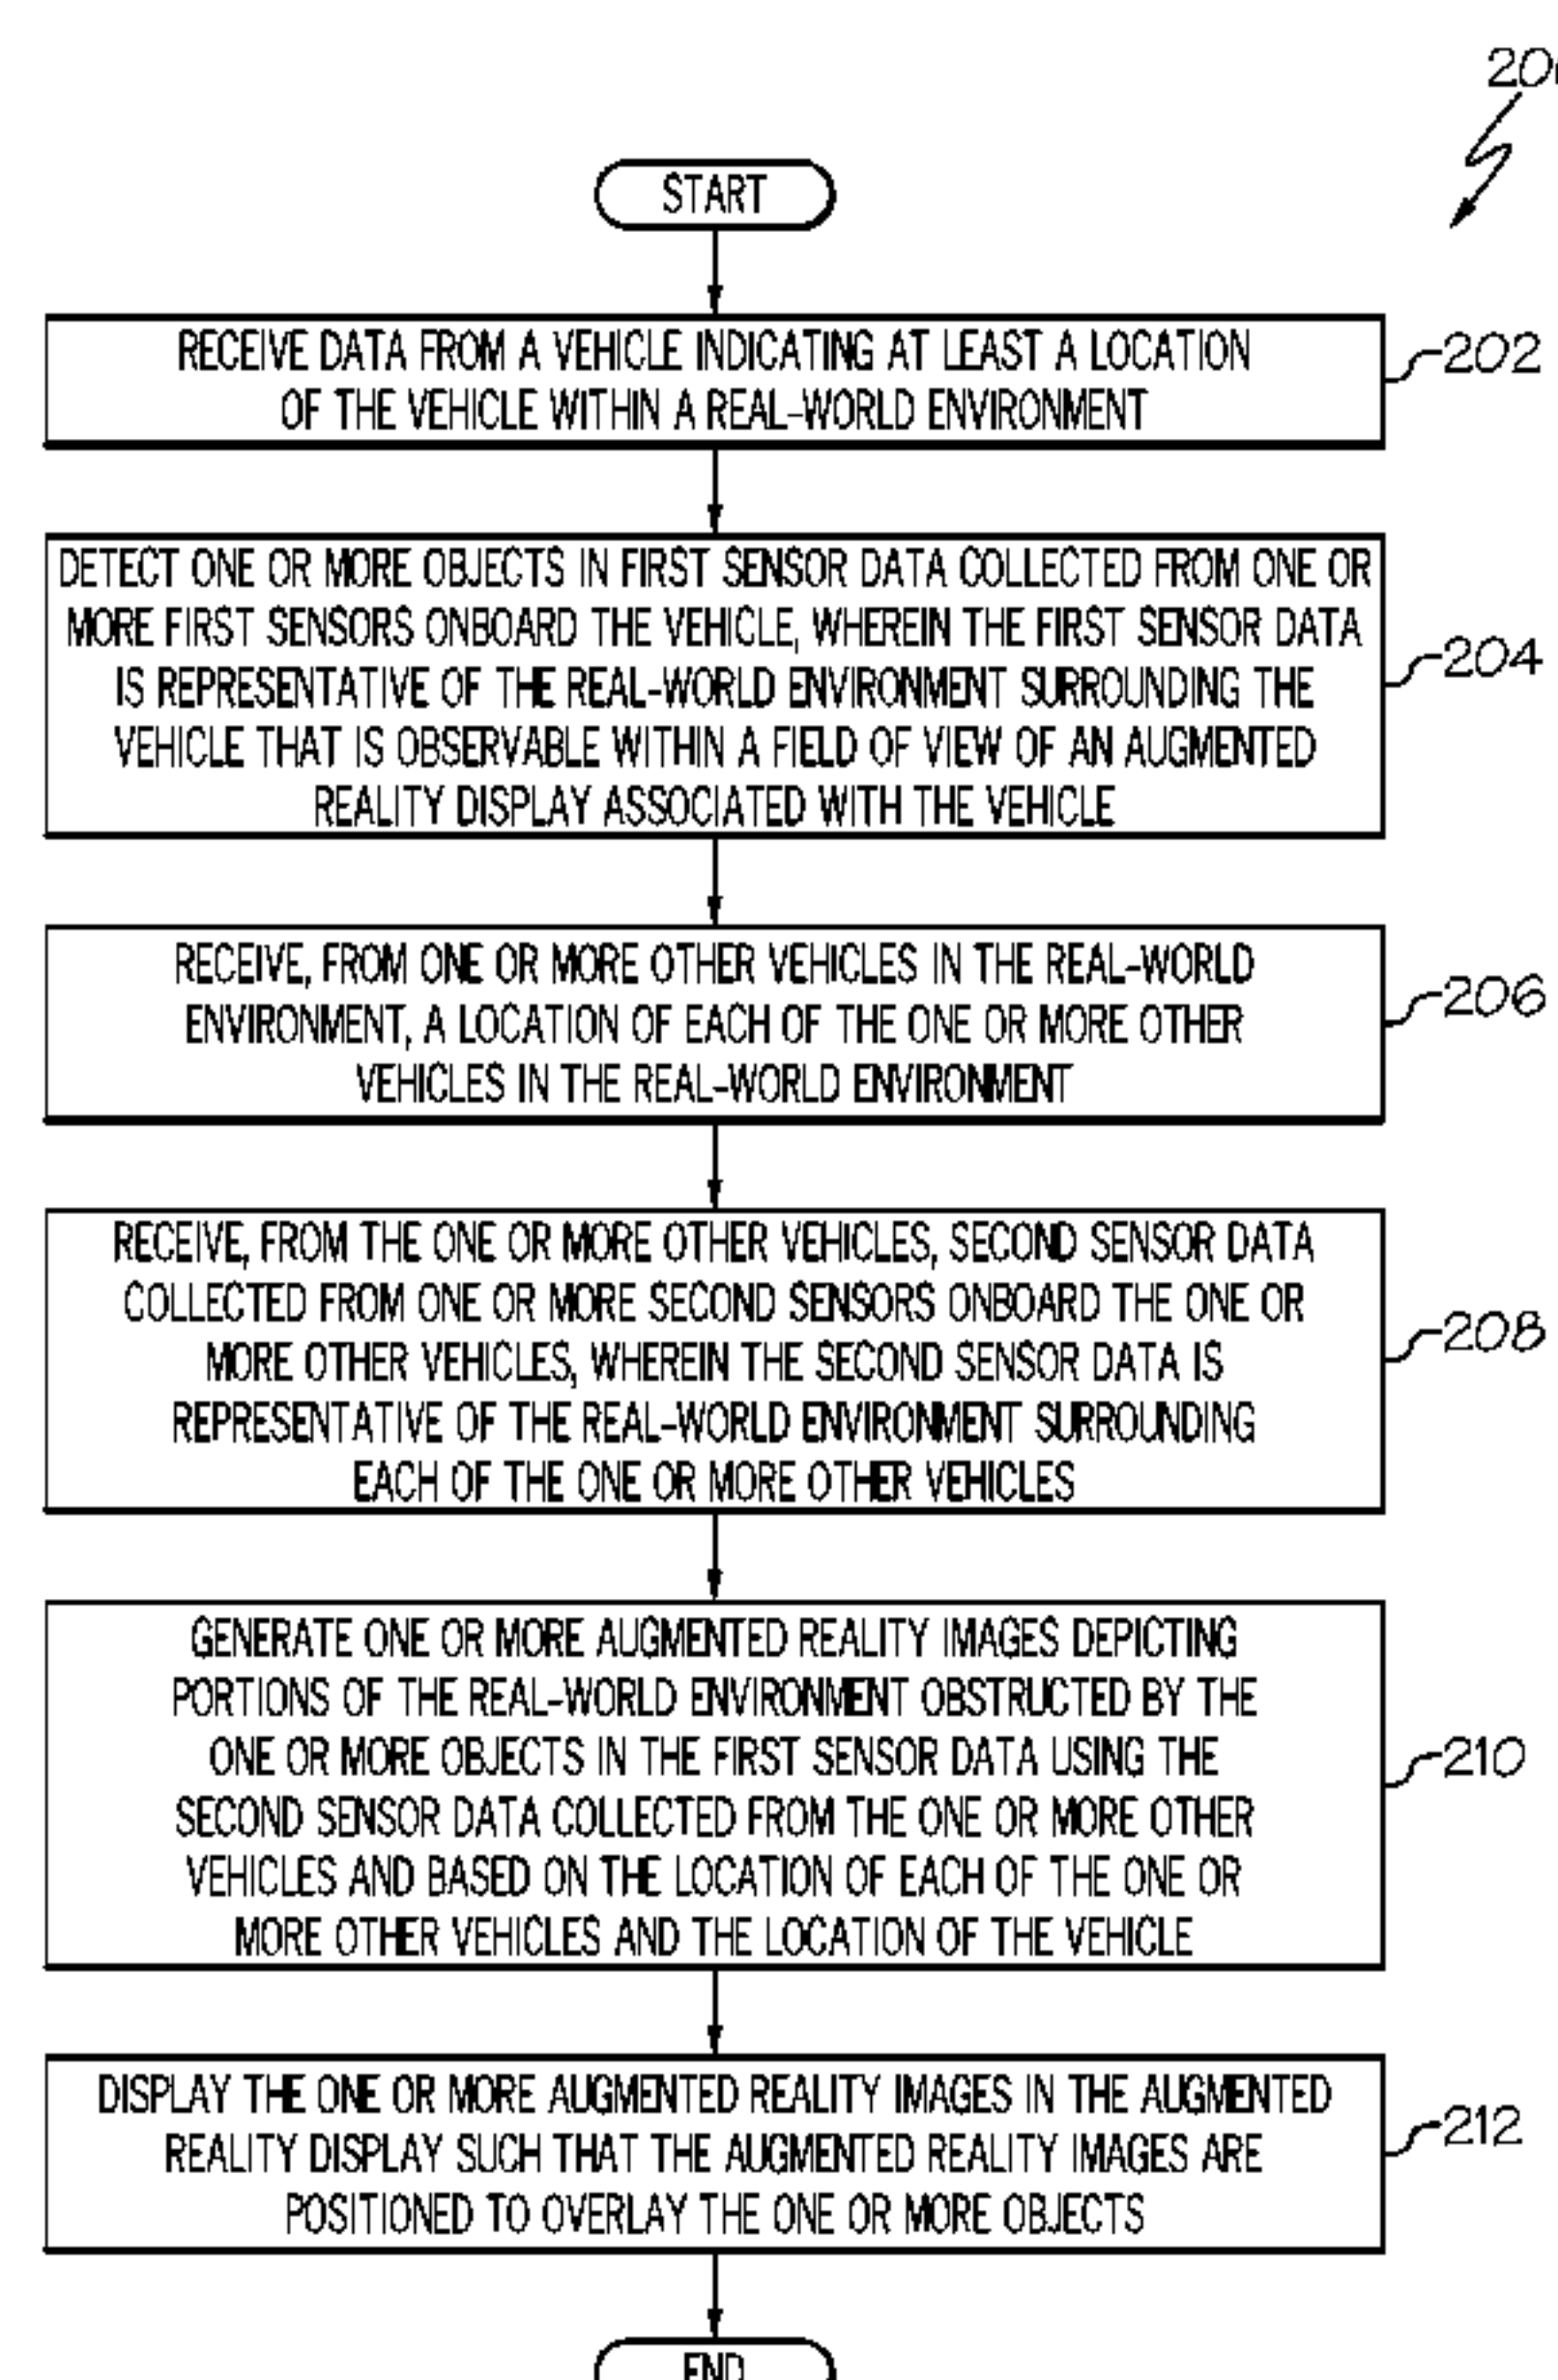 START
RECEIVE DATA FROM A VEHICLE INDICATING AT LEAST A LOCATION
OF THE VEHICLE WITHIN A REAL-WORLD ENVIRONMENT
202
DETECT ONE OR MORE OBJECTS IN FIRST SENSOR DATA COLLECTED FROM ONE OR
MORE FIRST SENSORS ONBOARD THE VEHICLE, WHEREIN THE FIRST SENSOR DATA
IS REPRESENTATIVE OF THE REAL-WORLD ENVIRONMENT SURROUNDING THE
VEHICLE THAT IS OBSERVABLE WITHIN A FIELD OF VIEW OF AN AUGMENTED
REALITY DISPLAY ASSOCIATED WITH THE VEHICLE
204
RECEIVE, FROM ONE OR MORE OTHER VEHICLES IN THE REAL-WORLD
ENVIRONMENT, A LOCATION OF EACH OF THE ONE OR MORE OTHER
VEHICLES IN THE REAL-WORLD ENVIRONMENT
206
RECEIVE, FROM THE ONE OR MORE OTHER VEHICLES, SECOND SENSOR DATA
COLLECTED FROM ONE OR MORE SECOND SENSORS ONBOARD THE ONE OR
MORE OTHER VEHICLES, WHEREIN THE SECOND SENSOR DATA IS
REPRESENTATIVE OF THE REAL-WORLD ENVIRONMENT SURROUNDING
EACH OF THE ONE OR MORE OTHER VEHICLES
208
GENERATE ONE OR MORE AUGMENTED REALITY IMAGES DEPICTING
PORTIONS OF THE REAL-WORLD ENVIRONMENT OBSTRUCTED BY THE
ONE OR MORE OBJECTS IN THE FIRST SENSOR DATA USING THE
SECOND SENSOR DATA COLLECTED FROM THE ONE OR MORE OTHER
VEHICLES AND BASED ON THE LOCATION OF EACH OF THE ONE OR
MORE OTHER VEHICLES AND THE LOCATION OF THE VEHICLE
210
DISPLAY THE ONE OR MORE AUGMENTED REALITY IMAGES IN THE AUGMENTED
REALITY DISPLAY SUCH THAT THE AUGMENTED REALITY IMAGES ARE
POSITIONED TO OVERLAY THE ONE OR MORE OBJECTS
212
END